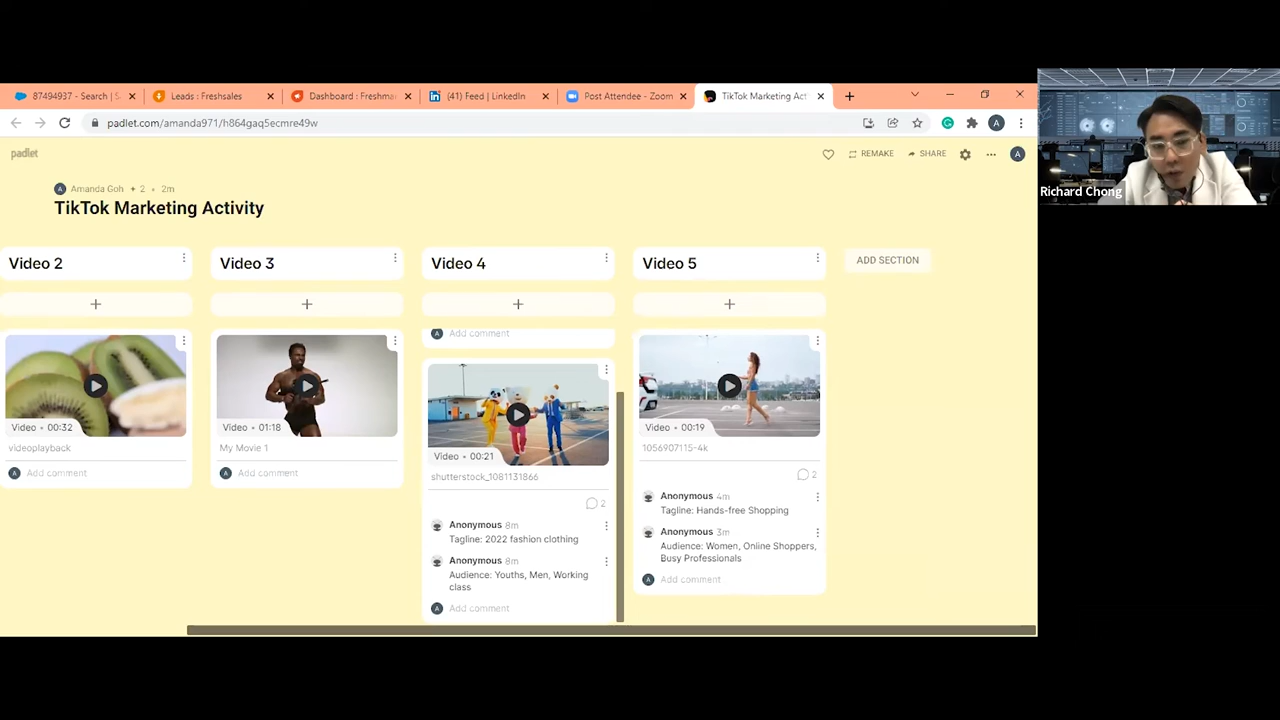 87494937 - Search | S
Leads : Freshsales
Dashboard : Freshma
(41) Feed | LinkedIn
Post Attendee - Zoom
TikTok Marketing Acti
padlet.com/amanda971/h864gaq5ecmre49w
A
padlet
REMAKE
SHARE
A
A
Amanda Goh + 2 • 2m
TikTok Marketing Activity
Richard Chong
Video 2
Video 3
Video 4
Video 5
ADD SECTION
Video • 00:32
videoplayback
A Add comment
Video • 01:18
My Movie 1
A Add comment
A Add comment
Video • 00:21
shutterstock_1081131866
2
Anonymous 8m
Tagline: 2022 fashion clothing
Anonymous 8m
Audience: Youths, Men, Working
class
A Add comment
Video • 00:19
1056907115-4k
2
Anonymous 4m
Tagline: Hands-free Shopping
Anonymous 3m
Audience: Women, Online Shoppers,
Busy Professionals
A Add comment